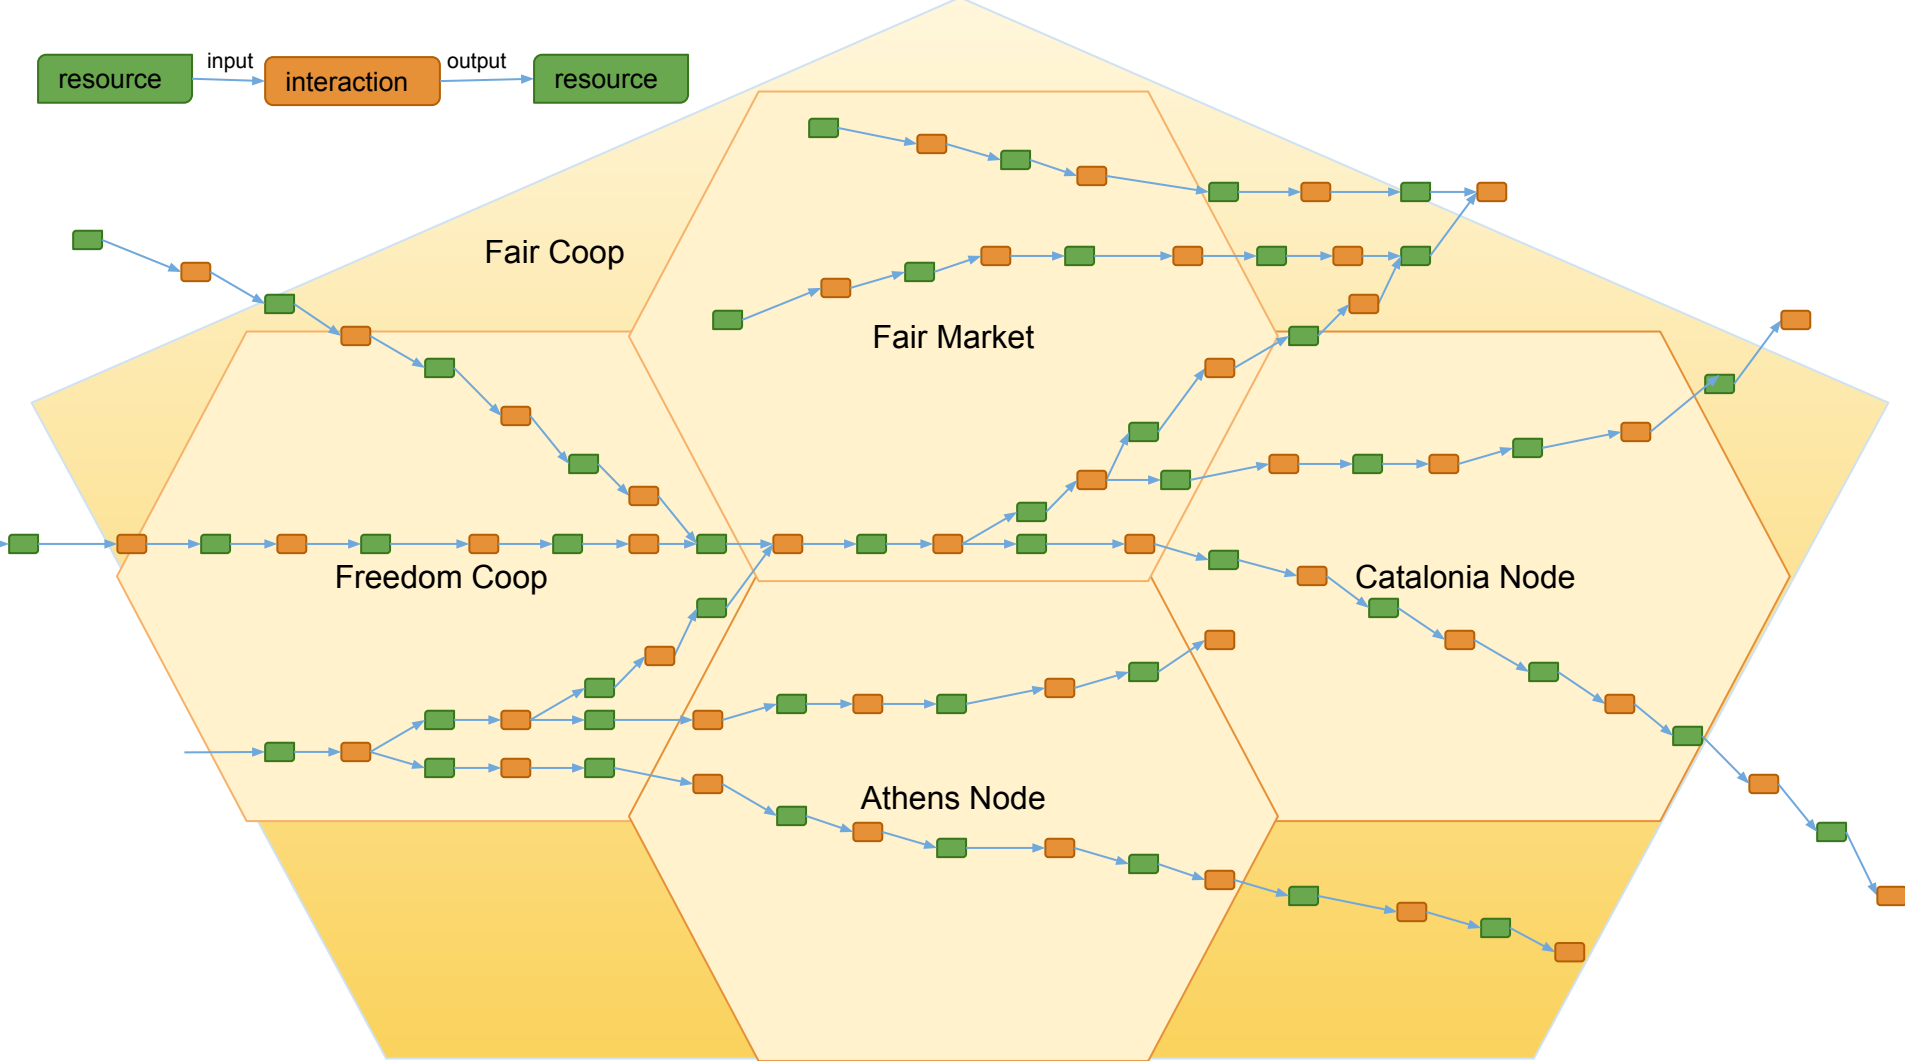 resource
input
interaction
output
resource
Fair Coop
Fair Market
Freedom Coop
Catalonia Node
Athens Node